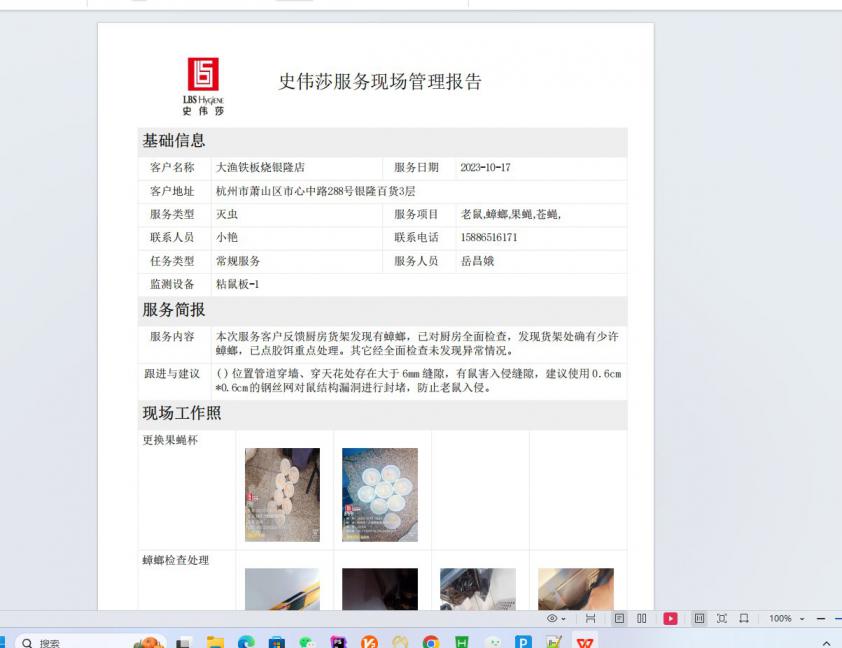 LBS Hygiene
史 伟 莎
史伟莎服务现场管理报告
基础信息
客户名称 大渔铁板烧银隆店 服务日期 2023-10-17
客户地址 杭州市萧山区市心中路288号银隆百货3层
服务类型 灭虫 服务项目 老鼠,蟑螂,果蝇,苍蝇,
联系人员 小艳 联系电话 15886516171
任务类型 常规服务 服务人员 岳昌娥
监测设备 粘鼠板-1
服务简报
服务内容 本次服务客户反馈厨房货架发现有蟑螂，已对厨房全面检查，发现货架处确有少许
蟑螂，已点胶饵重点处理。其它经全面检查未发现异常情况。
跟进与建议 ()位置管道穿墙、穿天花处存在大于6mm缝隙，有鼠害入侵缝隙，建议使用0.6cm
*0.6cm的钢丝网对鼠结构漏洞进行封堵，防止老鼠入侵。
现场工作照
更换果蝇杯
蟑螂检查处理
100%
搜索